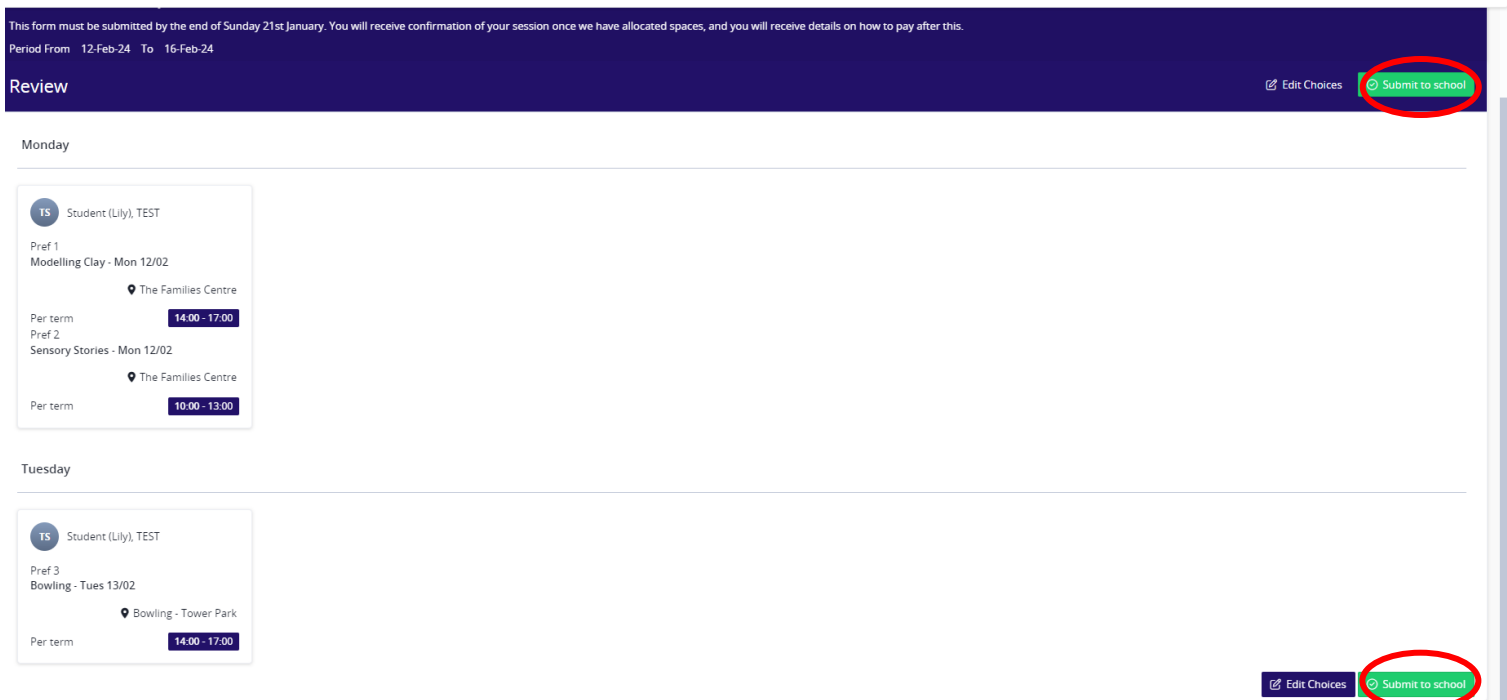 This form must be submitted by the end of Sunday 21st January. You will receive confirmation of your session once we have allocated spaces, and you will receive details on how to pay after this.
Period From 12-Feb-24 To 16-Feb-24
Review
Edit Choices
Submit to school
Monday
TS Student (Lily), TEST
Pref 1
Modelling Clay - Mon 12/02
The Families Centre
Per term 14:00 - 17:00
Pref 2
Sensory Stories - Mon 12/02
The Families Centre
Per term 10:00 - 13:00
Tuesday
TS Student (Lily), TEST
Pref 3
Bowling - Tues 13/02
Bowling - Tower Park
Per term 14:00 - 17:00
Edit Choices
Submit to school